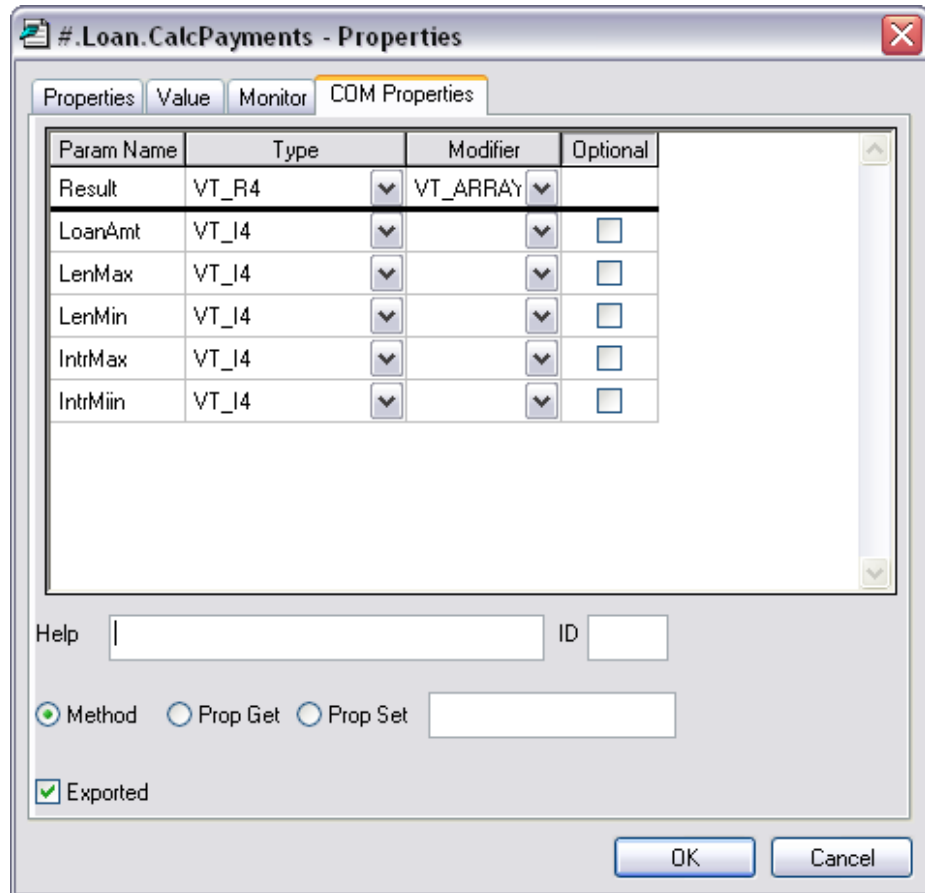 #.Loan.CalcPayments - Properties
Properties Value Monitor COM Properties
Param Name Type Modifier Optional
Result VT_R4 VT_ARRAY
LoanAmt VT_I4
LenMax VT_I4
LenMin VT_I4
IntrMax VT_I4
IntrMiin VT_I4
Help ID
Method Prop Get Prop Set
Exported
OK Cancel